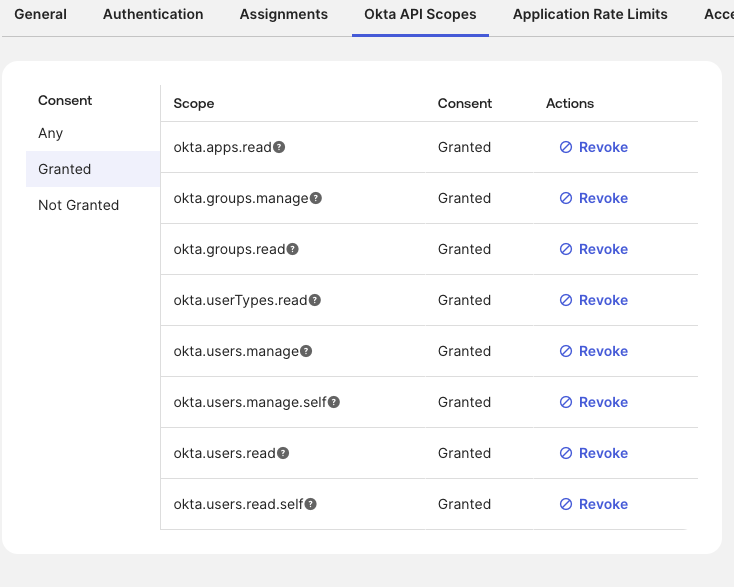 General Authentication Assignments Okta API Scopes Application Rate Limits
Consent
Any
Granted
Not Granted
Scope Consent Actions
okta.apps.read Granted Revoke
okta.groups.manage Granted Revoke
okta.groups.read Granted Revoke
okta.userTypes.read Granted Revoke
okta.users.manage Granted Revoke
okta.users.manage.self Granted Revoke
okta.users.read Granted Revoke
okta.users.read.self Granted Revoke